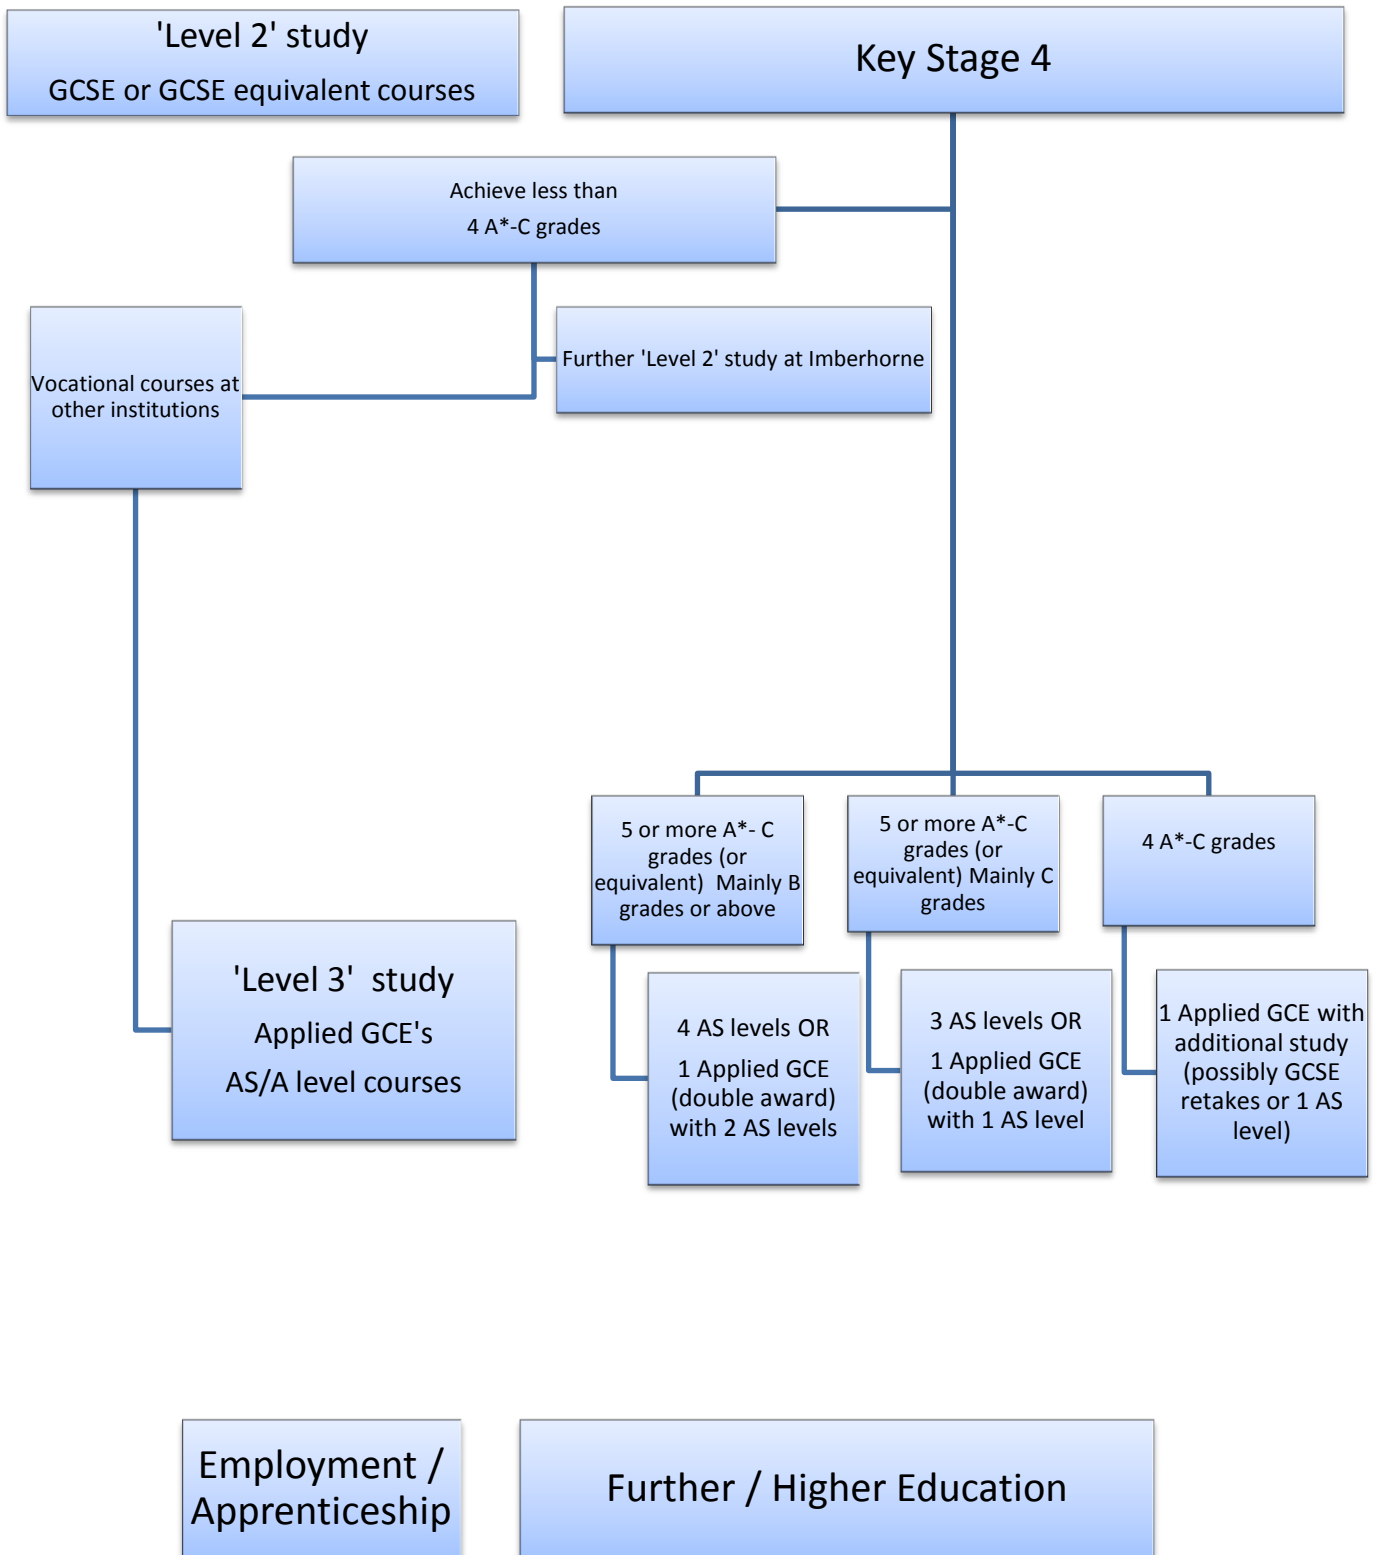 'Level 2' study
GCSE or GCSE equivalent courses
Key Stage 4
Achieve less than
4 A*-C grades
Vocational courses at
other institutions
Further 'Level 2' study at Imberhorne
5 or more A*- C
grades (or
equivalent)  Mainly B
grades or above
5 or more A*-C
grades (or
equivalent) Mainly C
grades
4 A*-C grades
'Level 3'  study
Applied GCE's
AS/A level courses
4 AS levels OR
1 Applied GCE
(double award)
with 2 AS levels
3 AS levels OR
1 Applied GCE
(double award)
with 1 AS level
1 Applied GCE with
additional study
(possibly GCSE
retakes or 1 AS
level)
Employment /
Apprenticeship
Further / Higher Education